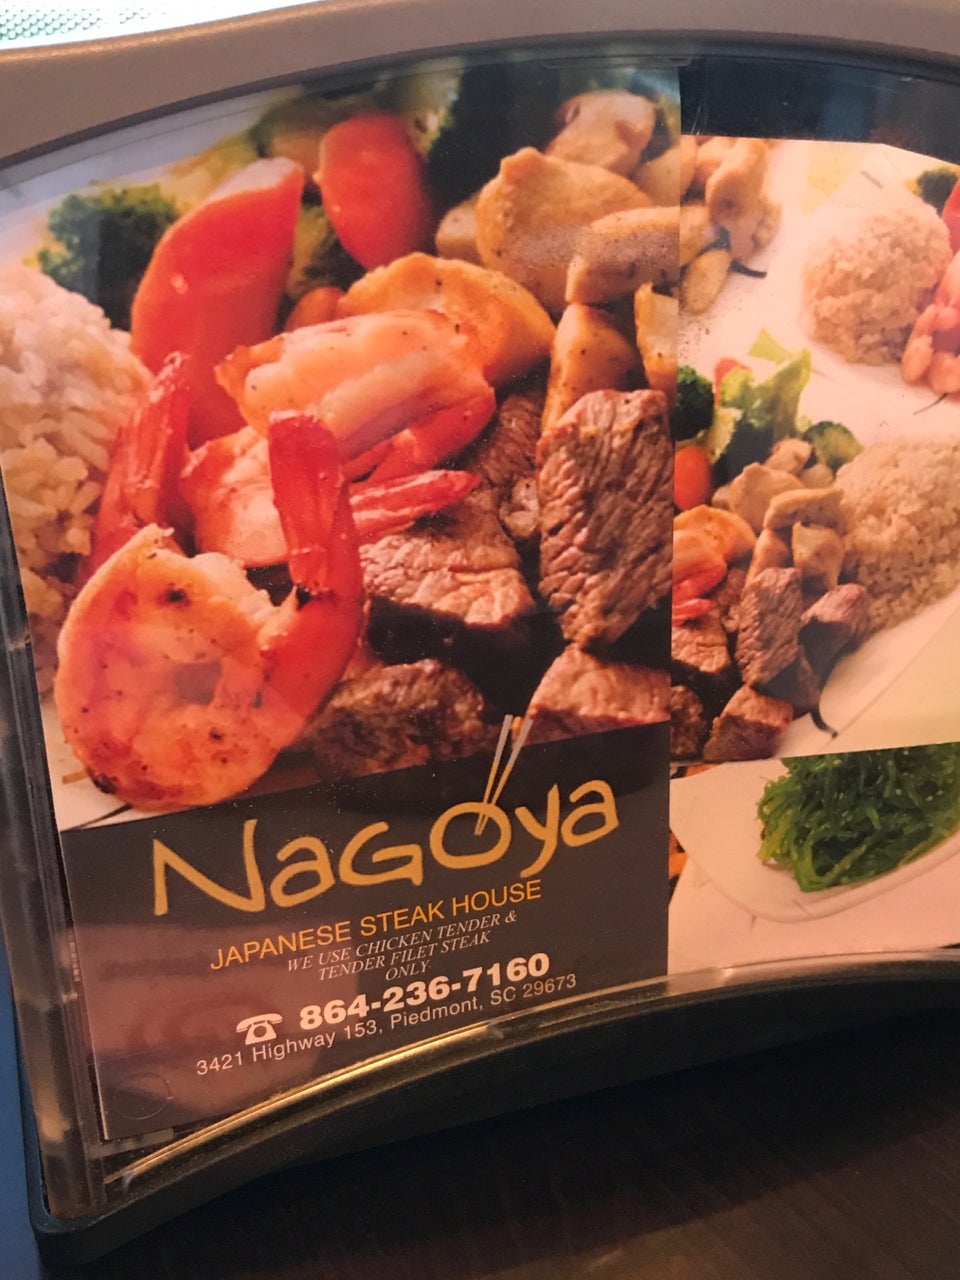 Nagoya
JAPANESE STEAK HOUSE
WE USE CHICKEN TENDER &
TENDER FILET STEAK
ONLY
864-236-7160
3421 Highway 153, Piedmont, SC 29673